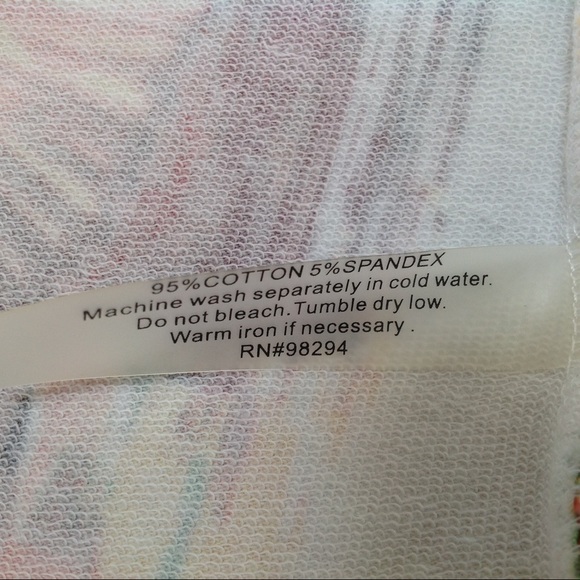 95%COTTON 5%SPANDEX
Machine wash separately in cold water.
Do not bleach.Tumble dry low.
Warm iron if necessary .
RN#98294